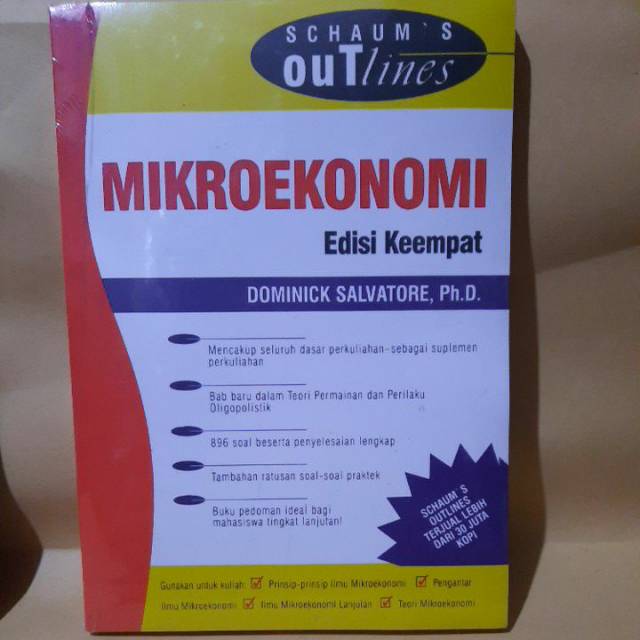 SCHAUM`S
ouTlines
MIKROEKONOMI
Edisi Keempat
DOMINICK SALVATORE, Ph.D.
Mencakup seluruh dasar perkuliahan-sebagai suplemen
perkuliahan
Bab baru dalam Teori Permainan dan Perilaku
Oligopolistik
896 soal beserta penyelesaian lengkap
Tambahan ratusan soal-soal praktek
Buku pedoman ideal bagi
mahasiswa tingkat lanjutan!
SCHAUM`S
OUTLINES
TERJUAL LEBIH
DARI 30 JUTA
KOPI
Gunakan untuk kuliah: ☑ Prinsip-prinsip Ilmu Mikroekonomi ☑ Pengantar
Ilmu Mikroekonomi ☑ Ilmu Mikroekonomi Lanjulan ☑ Teori Mikroekonomi